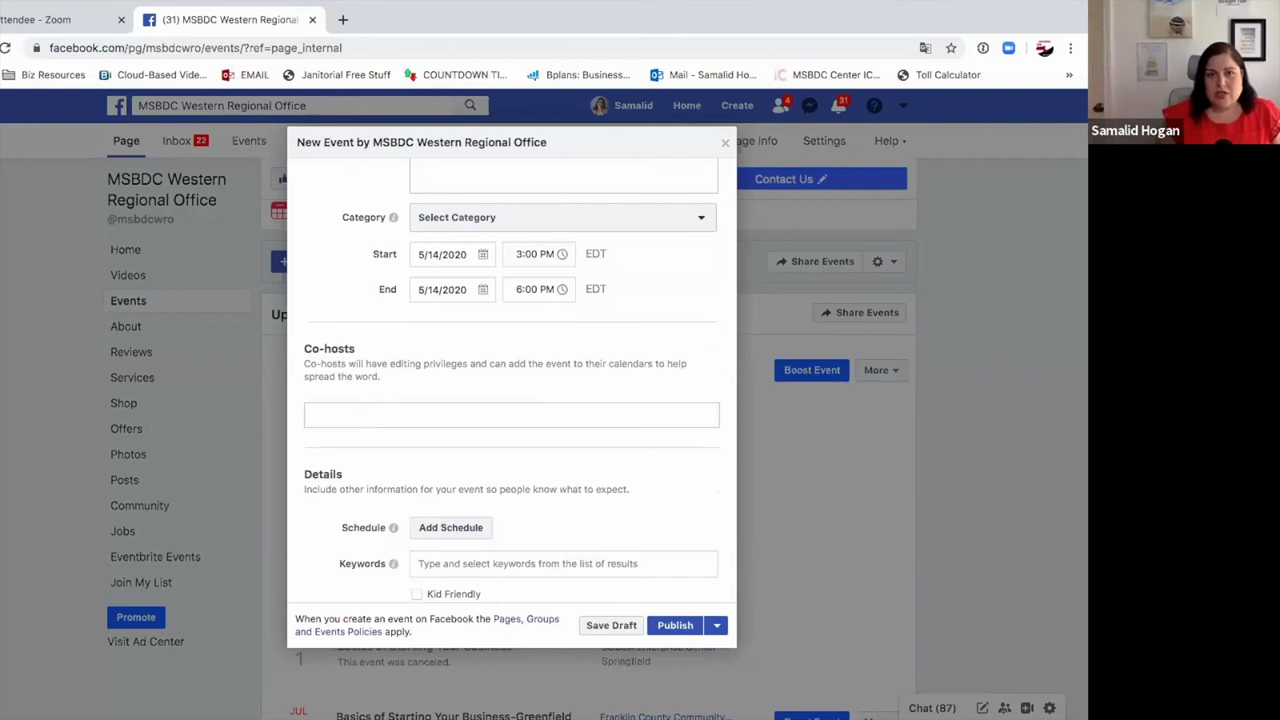 ttendee - Zoom
(31) MSBDC Western Regional
facebook.com/pg/msbdcwro/events/?ref=page_internal
Biz Resources
Cloud-Based Vide...
EMAIL
Janitorial Free Stuff
COUNTDOWN TI...
Bplans: Business...
Mail - Samalid Ho...
MSBDC Center IC...
Toll Calculator
»
MSBDC Western Regional Office
Samalid
Home
Create
4
31
Page
Inbox 22
Events
ge Info
Settings
Help
New Event by MSBDC Western Regional Office
MSBDC Western
Regional Office
@msbdcwro
Home
Videos
Events
About
Reviews
Services
Shop
Offers
Photos
Posts
Community
Jobs
Eventbrite Events
Join My List
Promote
Visit Ad Center
Contact Us
Share Events
Up
Share Events
Boost Event
More
Category
Select Category
Start
5/14/2020
3:00 PM
EDT
End
5/14/2020
6:00 PM
EDT
Co-hosts
Co-hosts will have editing privileges and can add the event to their calendars to help
spread the word.
Details
Include other information for your event so people know what to expect.
Schedule
Add Schedule
Keywords
Type and select keywords from the list of results
Kid Friendly
When you create an event on Facebook the Pages, Groups
and Events Policies apply.
Save Draft
Publish
1
Basics of Starting Your Business
This event was canceled.
Springfield
JUL
Basics of Starting Your Business-Greenfield
Franklin County Community...
Chat (87)
Samalid Hogan